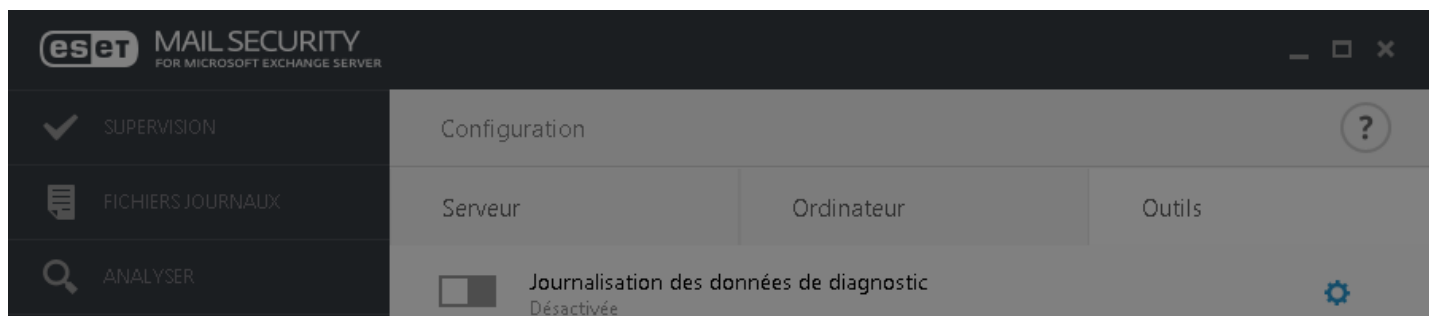 eset MAIL SECURITY
FOR MICROSOFT EXCHANGE SERVER
SUPERVISION
Configuration
?
FICHIERS JOURNAUX
Serveur
Ordinateur
Outils
ANALYSER
Journalisation des données de diagnostic
Désactivée